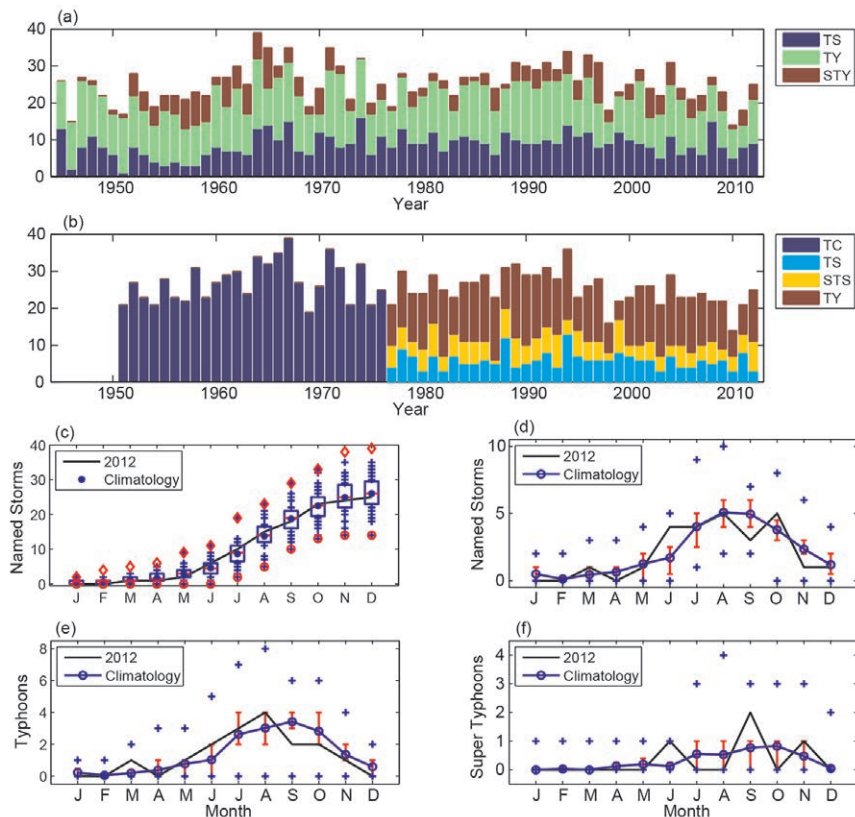 (a)
40
30
20
10
0
1950 1960 1970 1980 1990 2000 2010
Year
TS
TY
STY
(b)
40
30
20
10
0
1950 1960 1970 1980 1990 2000 2010
Year
TC
TS
STS
TY
(c)
Named Storms
40
30
20
10
0
2012
Climatology
J F M A M J J A S O N D
(d)
Named Storms
10
5
0
2012
Climatology
J F M A M J J A S O N D
(e)
Typhoons
8
6
4
2
0
2012
Climatology
J F M A M J J A S O N D
Month
(f)
Super Typhoons
4
3
2
1
0
2012
Climatology
J F M A M J J A S O N D
Month